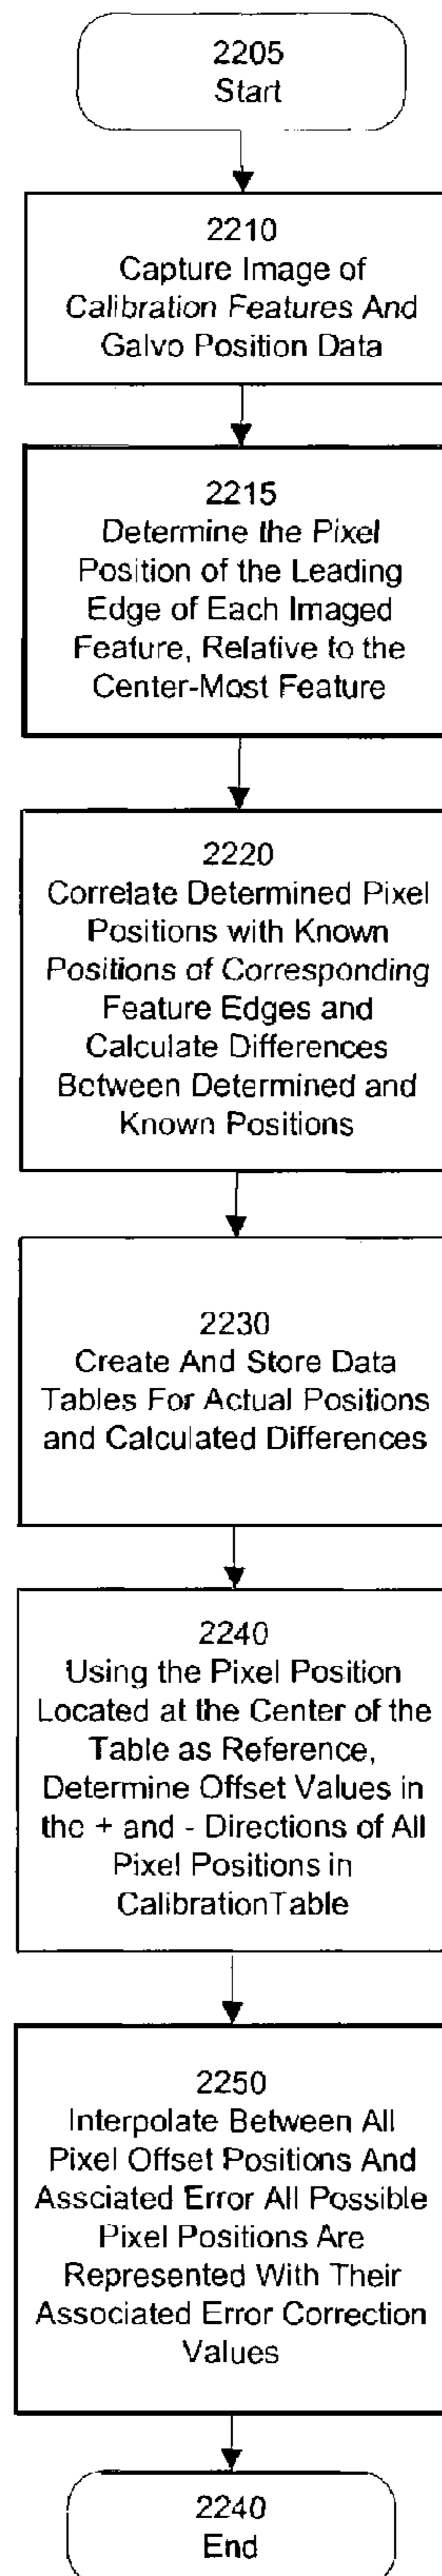 2205
Start
2210
Capture Image of
Calibration Features And
Galvo Position Data
2215
Determine the Pixel
Position of the Leading
Edge of Each Imaged
Feature, Relative to the
Center-Most Feature
2220
Correlate Determined Pixel
Positions with Known
Positions of Corresponding
Feature Edges and
Calculate Differences
Between Determined and
Known Positions
2230
Create And Store Data
Tables For Actual Positions
and Calculated Differences
2240
Using the Pixel Position
Located at the Center of the
Table as Reference,
Determine Offset Values in
the + and - Directions of All
Pixel Positions in
CalibrationTable
2250
Interpolate Between All
Pixel Offset Positions And
Assciated Error All Possible
Pixel Positions Are
Represented With Their
Associated Error Correction
Values
2240
End